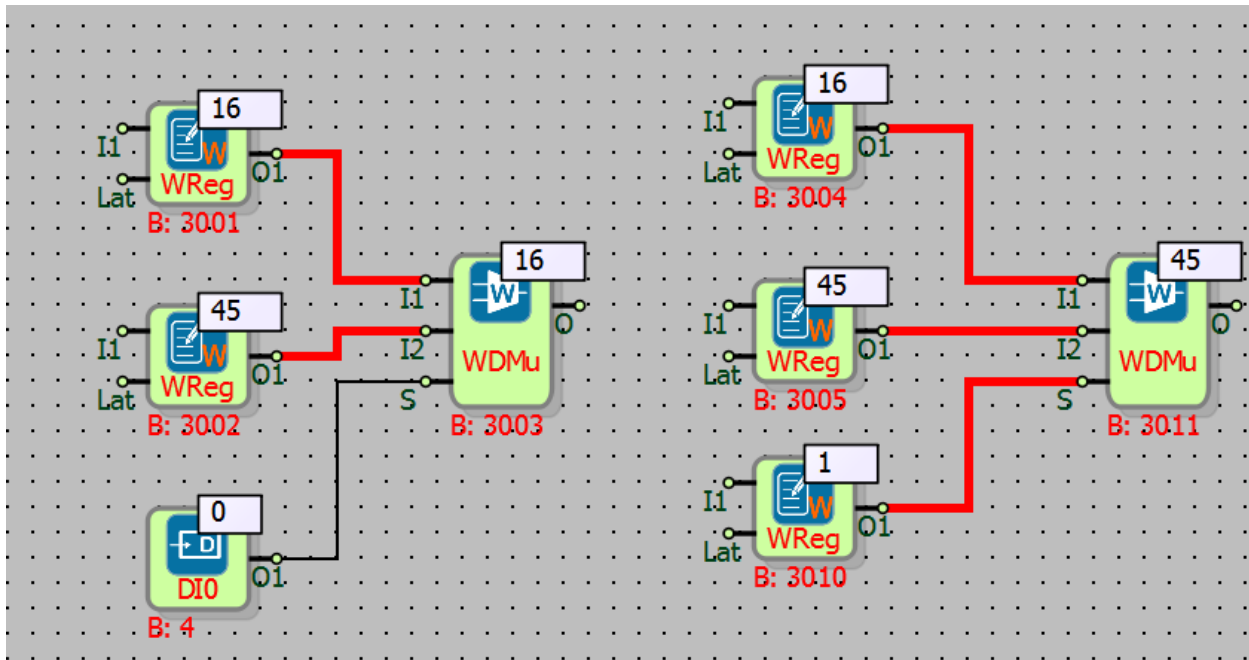 16
I1
W
O1
Lat
WReg
B: 3001
45
I1
W
O1
Lat
WReg
B: 3002
0
D
O1
DI0
B: 4
16
I1
W
O
I2
WDMu
S
B: 3003
16
I1
W
O1
Lat
WReg
B: 3004
45
I1
W
O1
Lat
WReg
B: 3005
1
I1
W
O1
Lat
WReg
B: 3010
45
I1
W
O
I2
WDMu
S
B: 3011